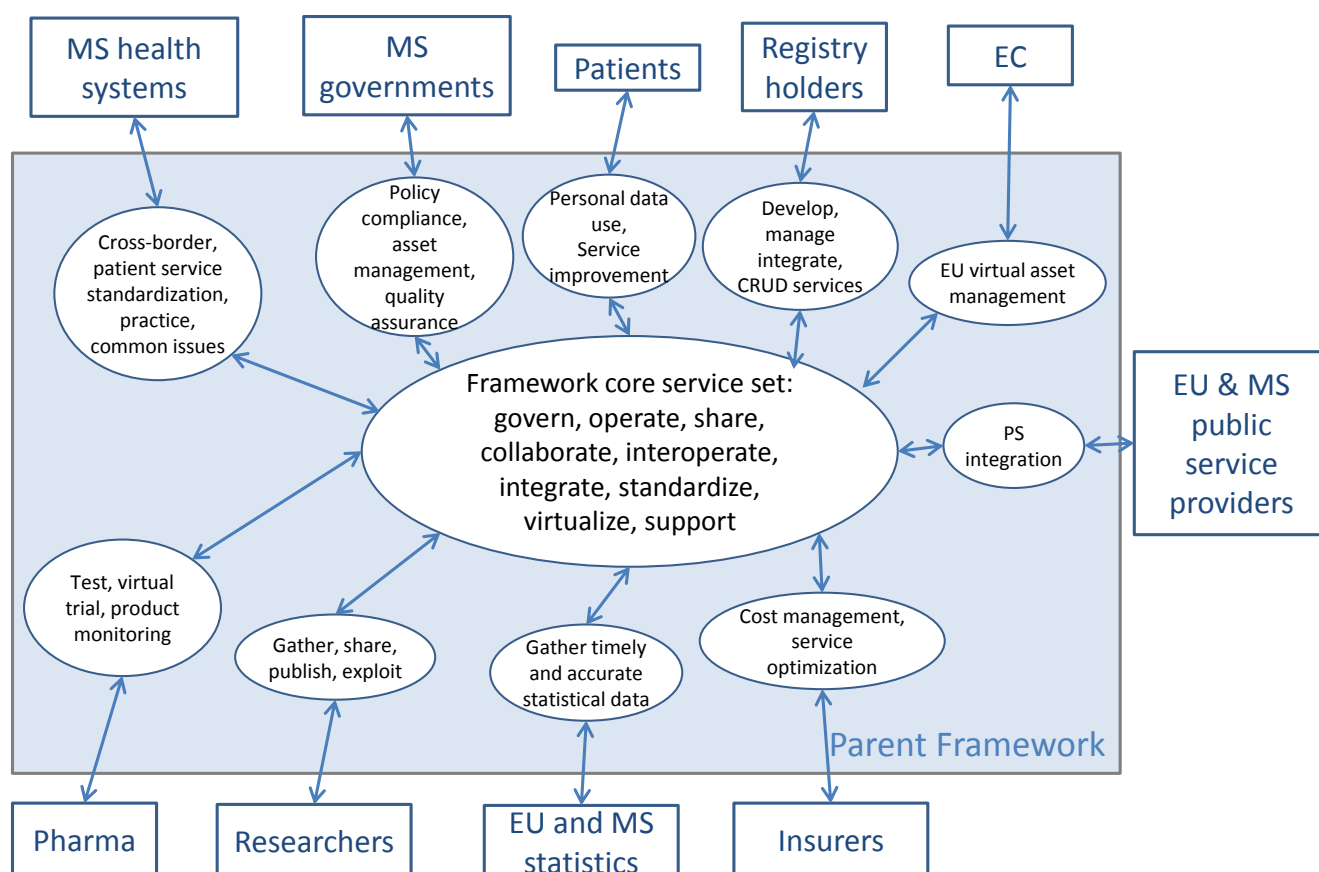 MS health
systems
MS
governments
Patients
Registry
holders
EC
Cross-border,
patient service
standardization,
practice,
common issues
Policy
compliance,
asset
management,
quality
assurance
Personal data
use,
Service
improvement
Develop,
manage
integrate,
CRUD services
EU virtual asset
management
Framework core service set:
govern, operate, share,
collaborate, interoperate,
integrate, standardize,
virtualize, support
PS
integration
EU & MS
public
service
providers
Test, virtual
trial, product
monitoring
Gather, share,
publish, exploit
Gather timely
and accurate
statistical data
Cost management,
service
optimization
Parent Framework
Pharma
Researchers
EU and MS
statistics
Insurers